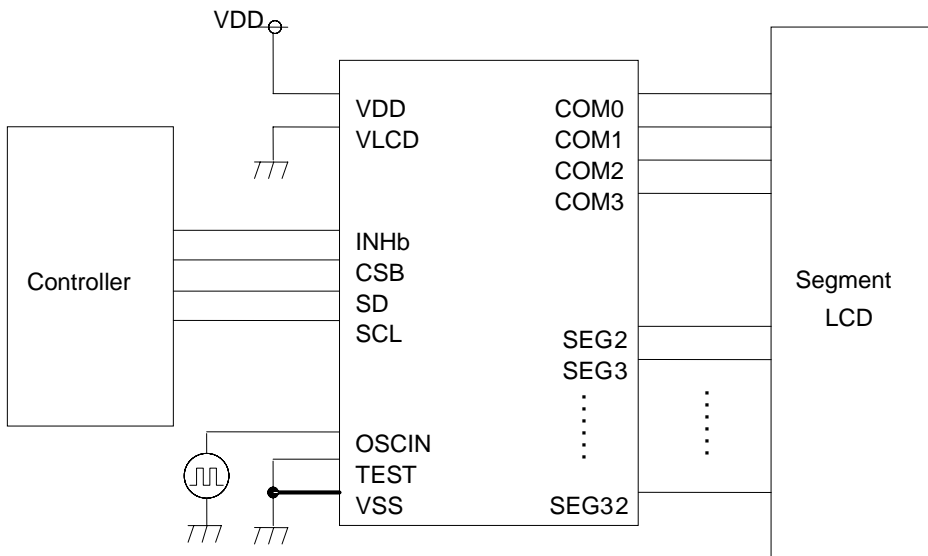 VDD
VDD
COM0
VLCD
COM1
COM2
COM3
INHb
CSB
Controller
SD
SCL
Segment
LCD
SEG2
SEG3
OSCIN
TEST
VSS
SEG32